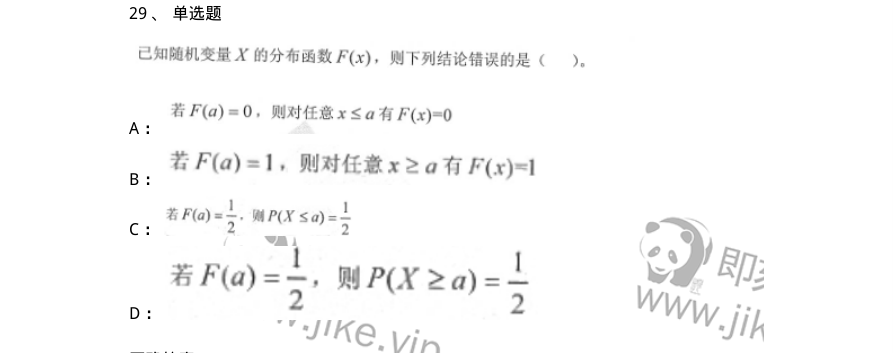 29 、 单选题
已知随机变量 X 的分布函数 F(x)，则下列结论错误的是（    ）。
A： 若 F(a) = 0，则对任意 x ≤ a 有 F(x)=0
B： 若 F(a) = 1，则对任意 x ≥ a 有 F(x)=1
C： 若 F(a) = 1/2，则 P(X ≤ a) = 1/2
D： 若 F(a) = 1/2，则 P(X ≥ a) = 1/2
即
www.jik
w.jike.vip